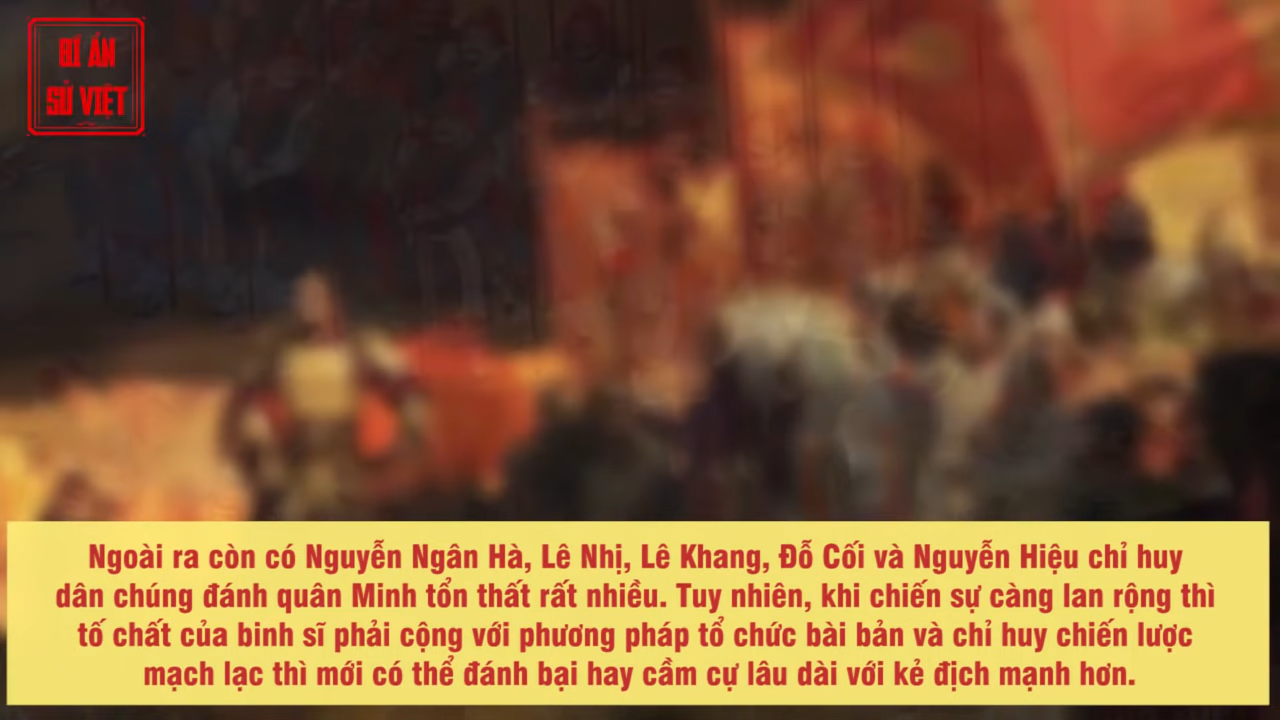 BÍ ẨN
SỬ VIỆT
Ngoài ra còn có Nguyễn Ngân Hà, Lê Nhị, Lê Khang, Đỗ Cối và Nguyễn Hiệu chỉ huy
dân chúng đánh quân Minh tổn thất rất nhiều. Tuy nhiên, khi chiến sự càng lan rộng thì
tố chất của binh sĩ phải cộng với phương pháp tổ chức bài bản và chỉ huy chiến lược
mạch lạc thì mới có thể đánh bại hay cầm cự lâu dài với kẻ địch mạnh hơn.